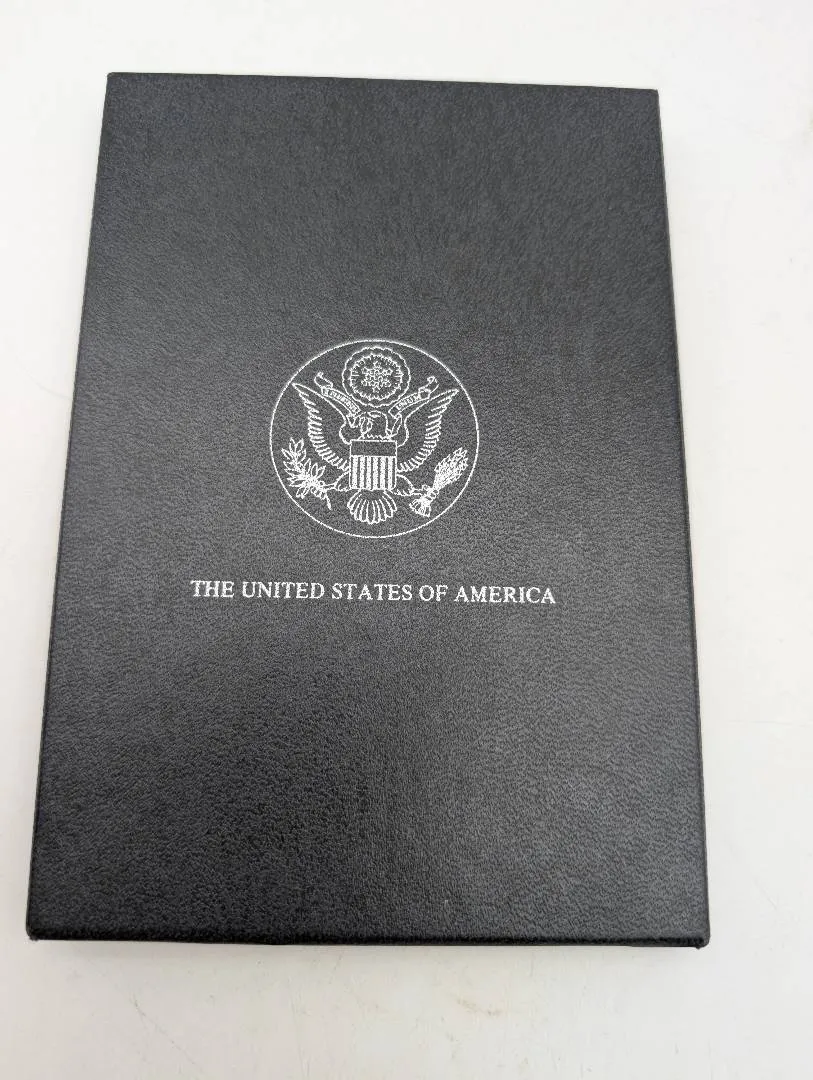 THE UNITED STATES OF AMERICA